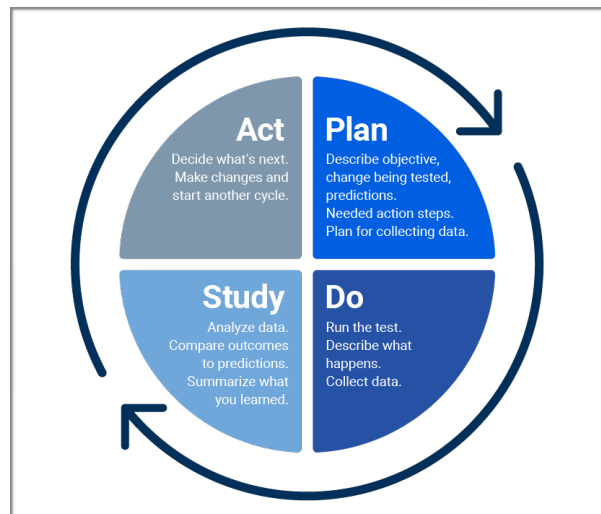 Act
Decide what's next.
Make changes and
start another cycle.
Plan
Describe objective,
change being tested,
predictions.
Needed action steps.
Plan for collecting data.
Study
Analyze data.
Compare outcomes
to predictions.
Summarize what
you learned.
Do
Run the test.
Describe what
happens.
Collect data.